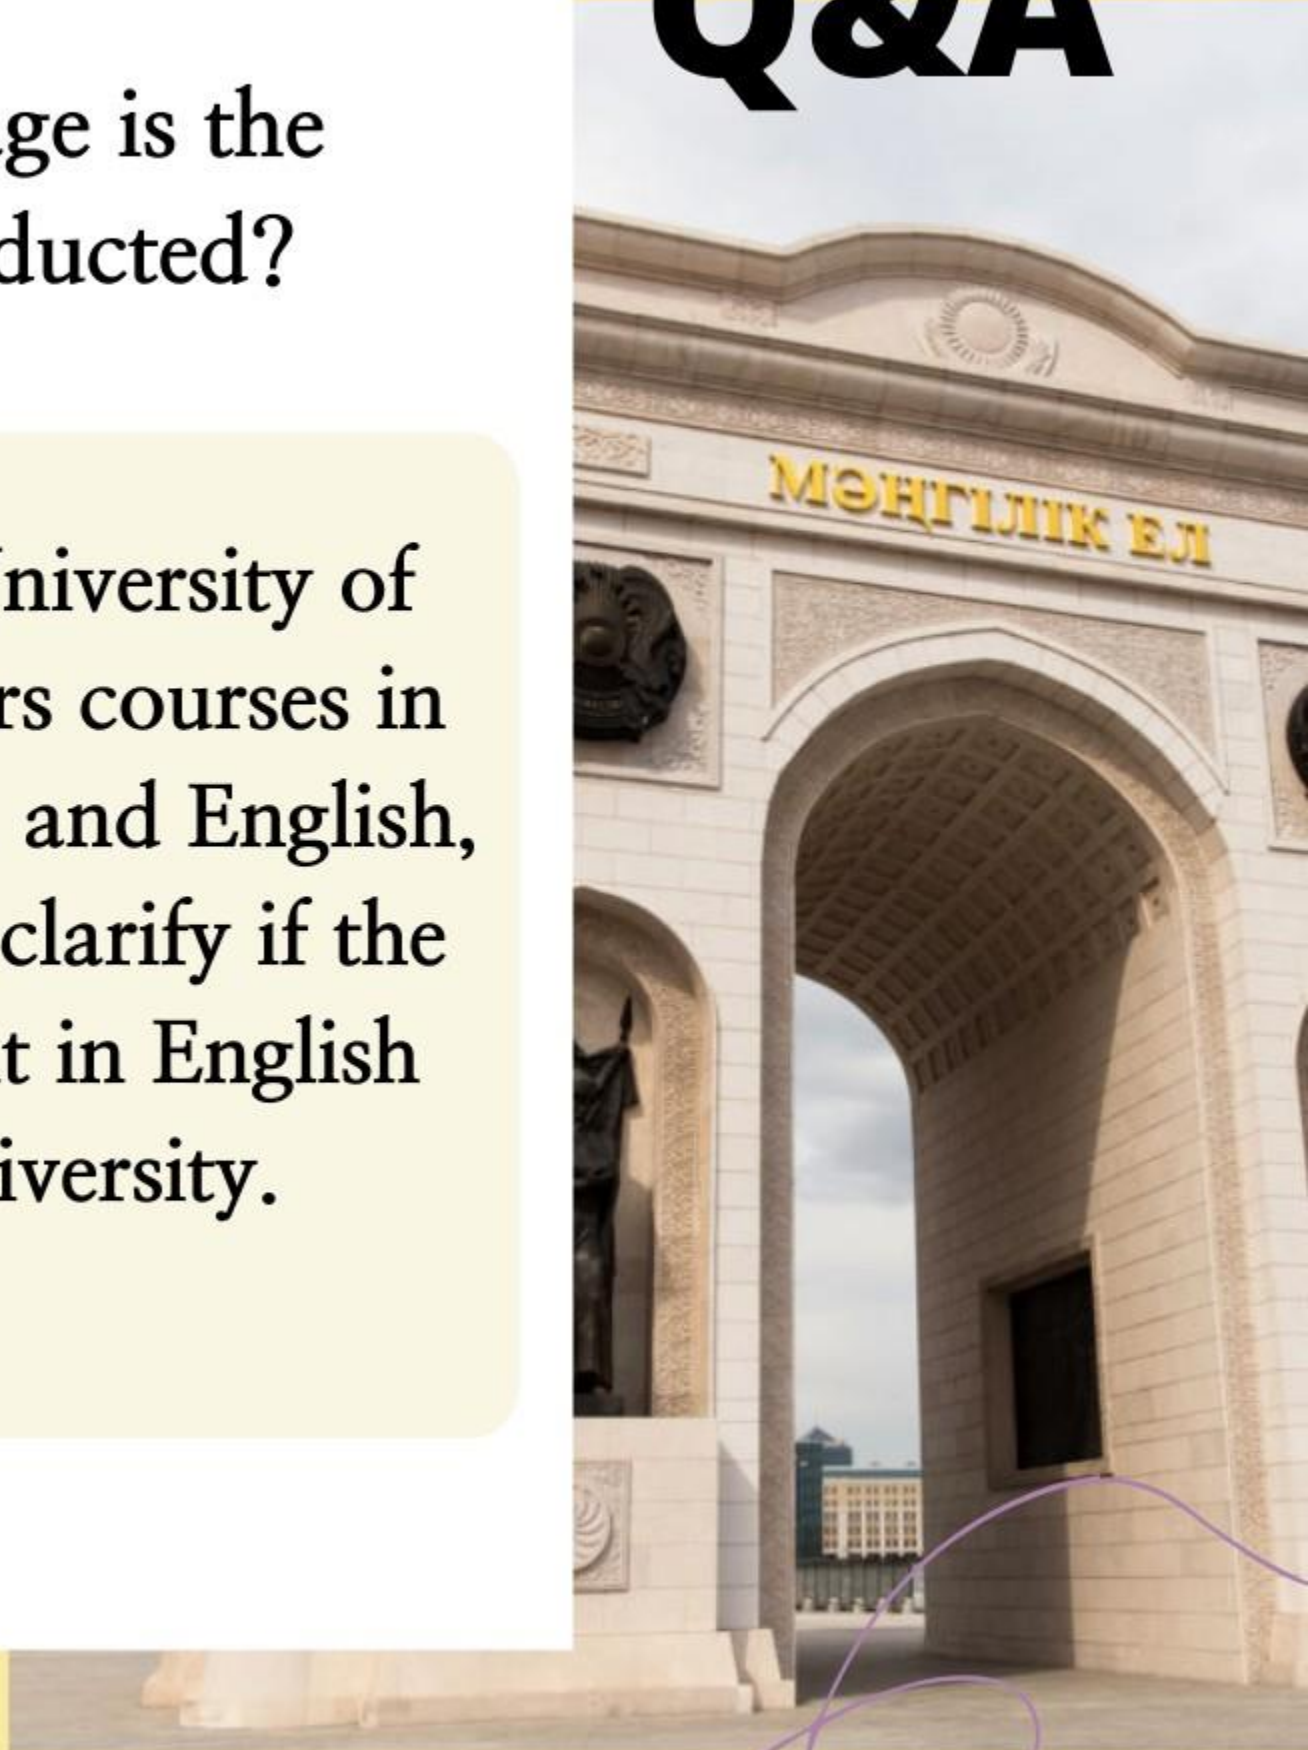 Q&A
ge is the
ducted?
niversity of
rs courses in
and English,
clarify if the
t in English
iversity.
МӘҢГІЛІК ЕЛ